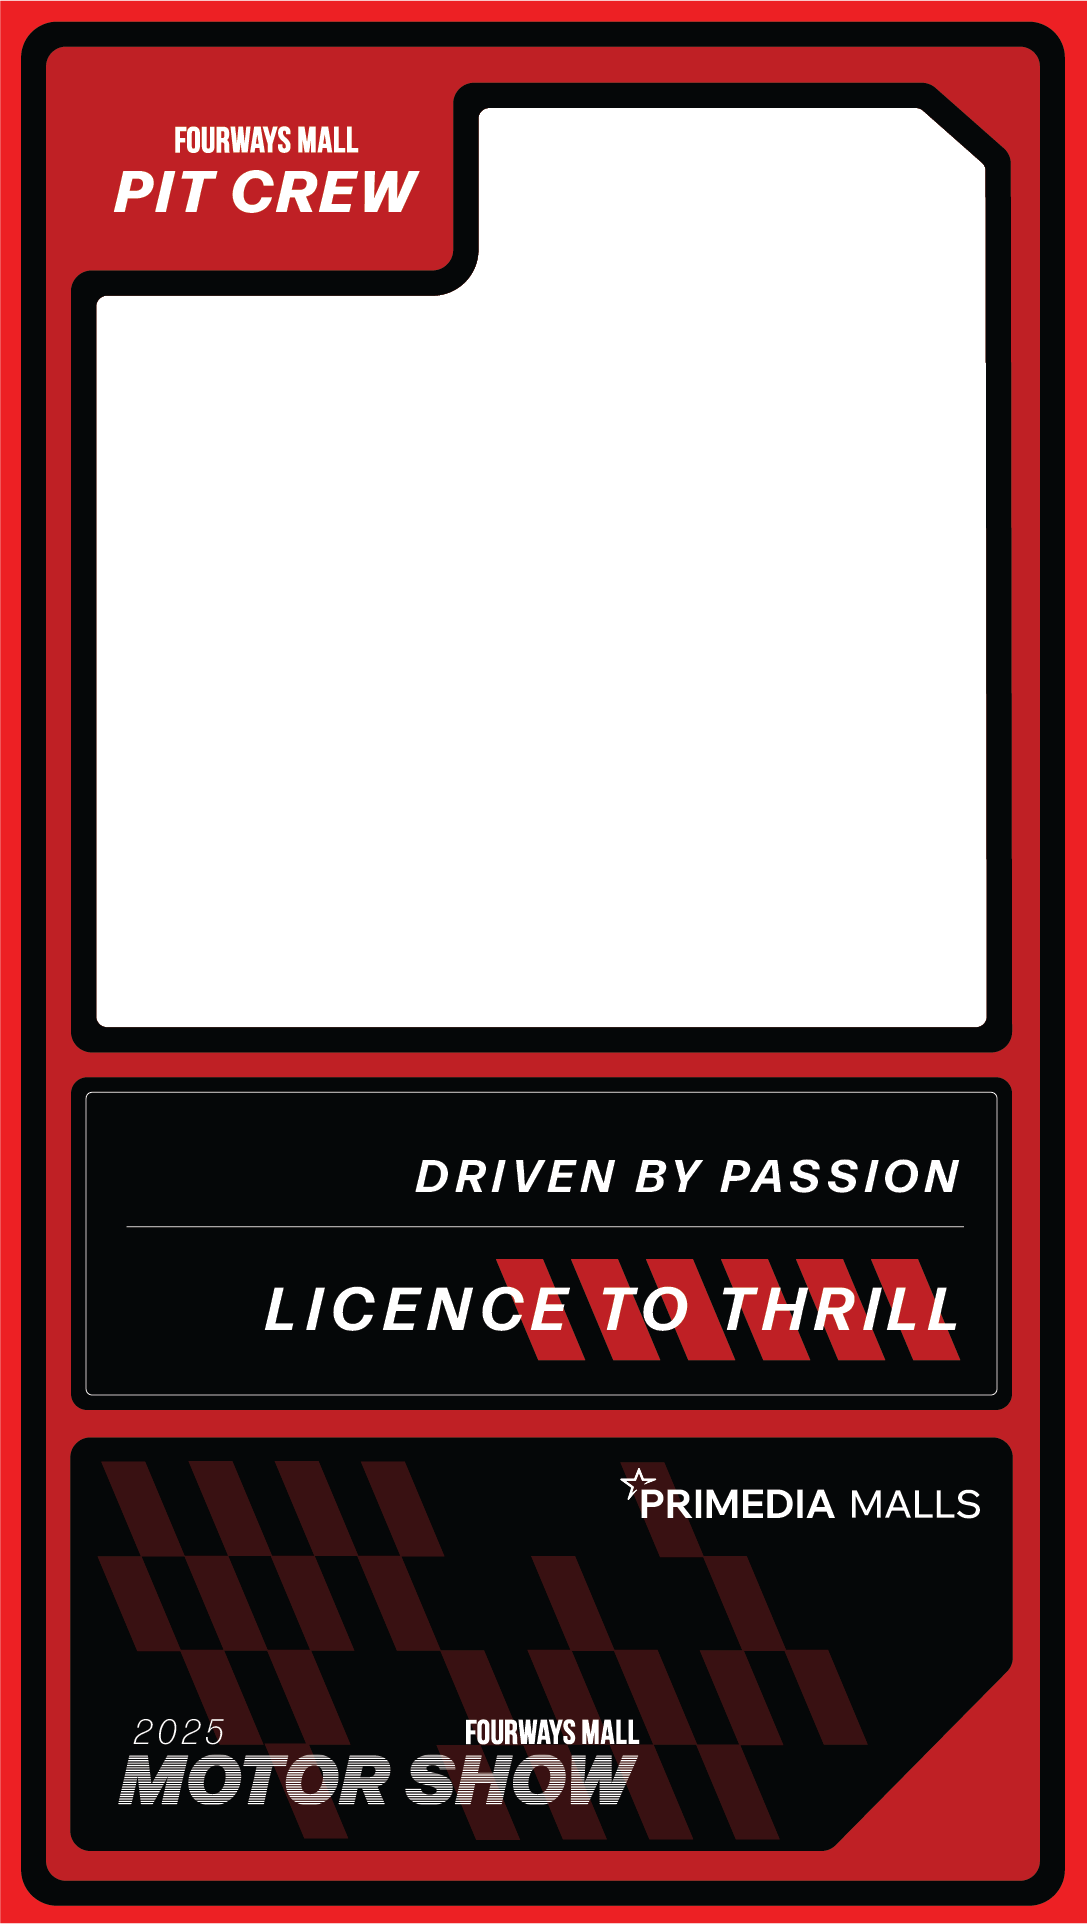 FOURWAYS MALL
PIT CREW
DRIVEN BY PASSION
LICENCE TO THRILL
PRIMEDIA MALLS
2025 FOURWAYS MALL
MOTOR SHOW